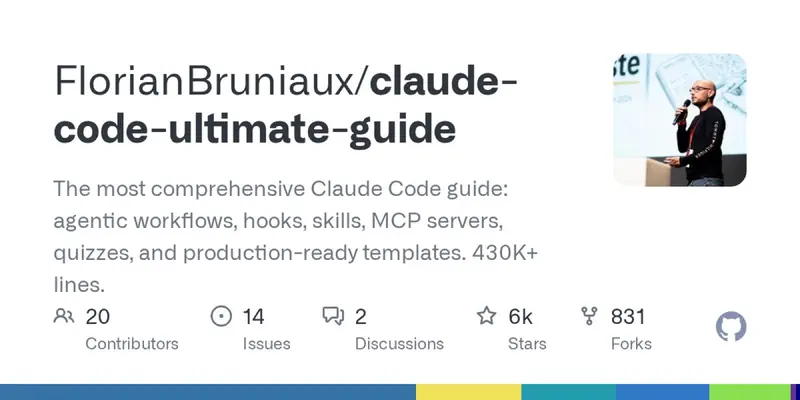 FlorianBruniaux/claude-
code-ultimate-guide
The most comprehensive Claude Code guide:
agentic workflows, hooks, skills, MCP servers,
quizzes, and production-ready templates. 430K+
lines.
20
Contributors
14
Issues
2
Discussions
6k
Stars
831
Forks